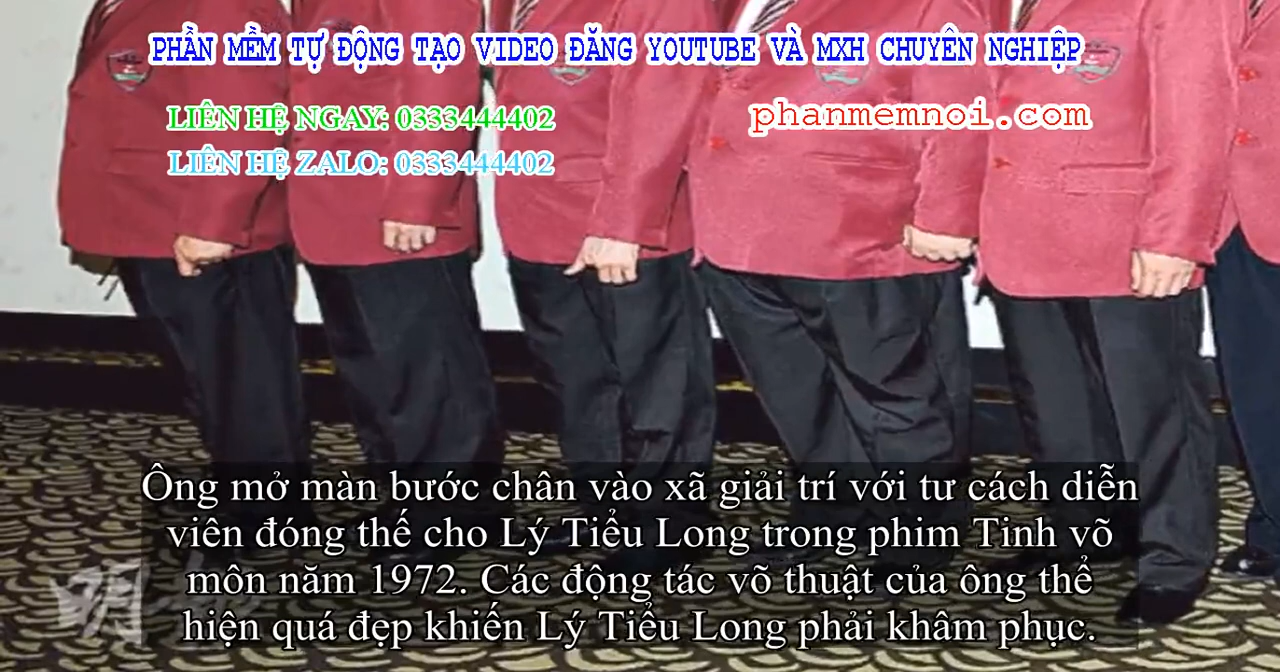 PHẦN MỀM TỰ ĐỘNG TẠO VIDEO ĐĂNG YOUTUBE VÀ MXH CHUYÊN NGHIỆP
LIÊN HỆ NGAY: 0333444402
phanmemnoi.com
LIÊN HỆ ZALO: 0333444402
Ông mở màn bước chân vào xã giải trí với tư cách diễn
viên đóng thế cho Lý Tiểu Long trong phim Tinh võ
môn năm 1972. Các động tác võ thuật của ông thể
hiện quá đẹp khiến Lý Tiểu Long phải khâm phục.
明